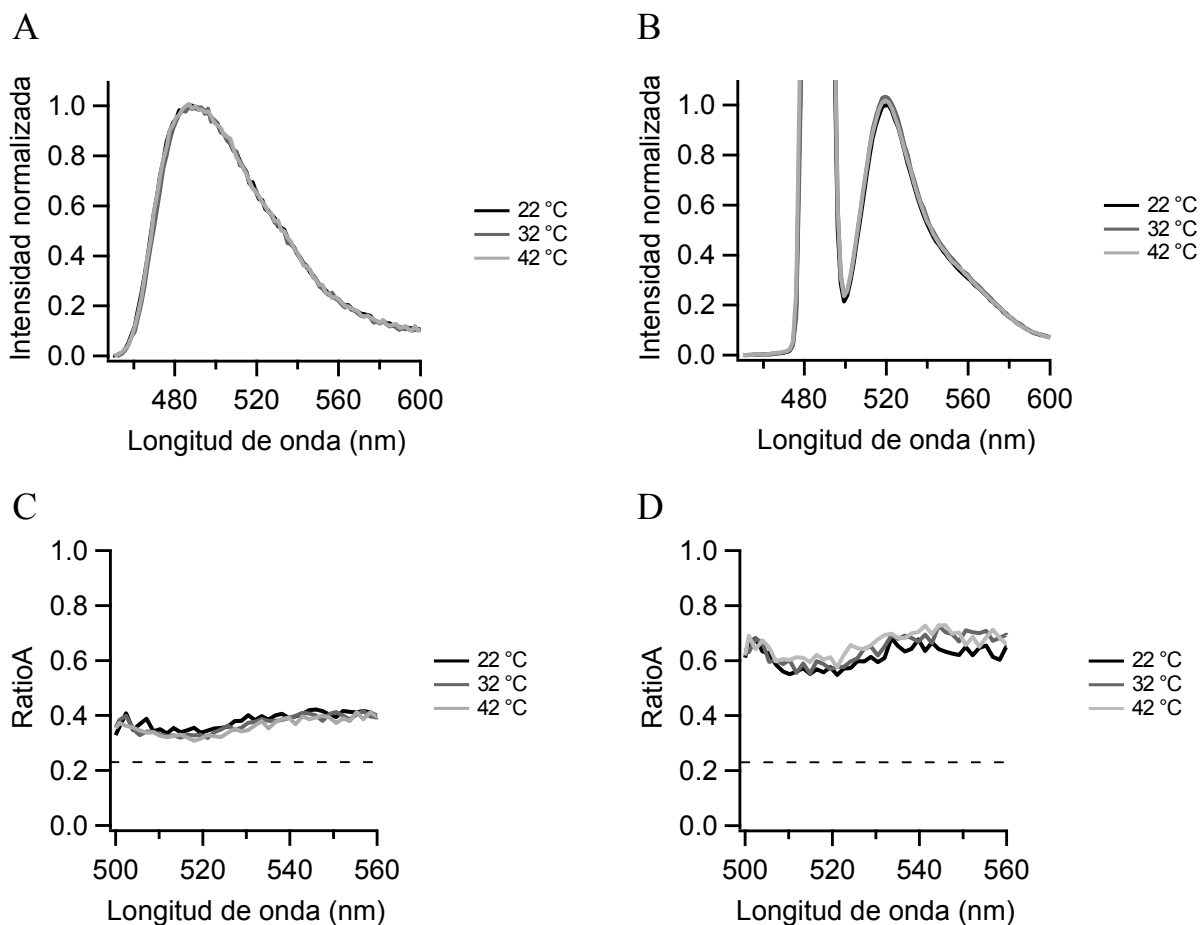 A
Intensidad normalizada
1.0
0.8
0.6
0.4
0.2
0.0
480
520
560
600
Longitud de onda (nm)
22 °C
32 °C
42 °C
B
Intensidad normalizada
1.0
0.8
0.6
0.4
0.2
0.0
480
520
560
600
Longitud de onda (nm)
22 °C
32 °C
42 °C
C
RatioA
1.0
0.8
0.6
0.4
0.2
0.0
500
520
540
560
Longitud de onda (nm)
22 °C
32 °C
42 °C
D
RatioA
1.0
0.8
0.6
0.4
0.2
0.0
500
520
540
560
Longitud de onda (nm)
22 °C
32 °C
42 °C